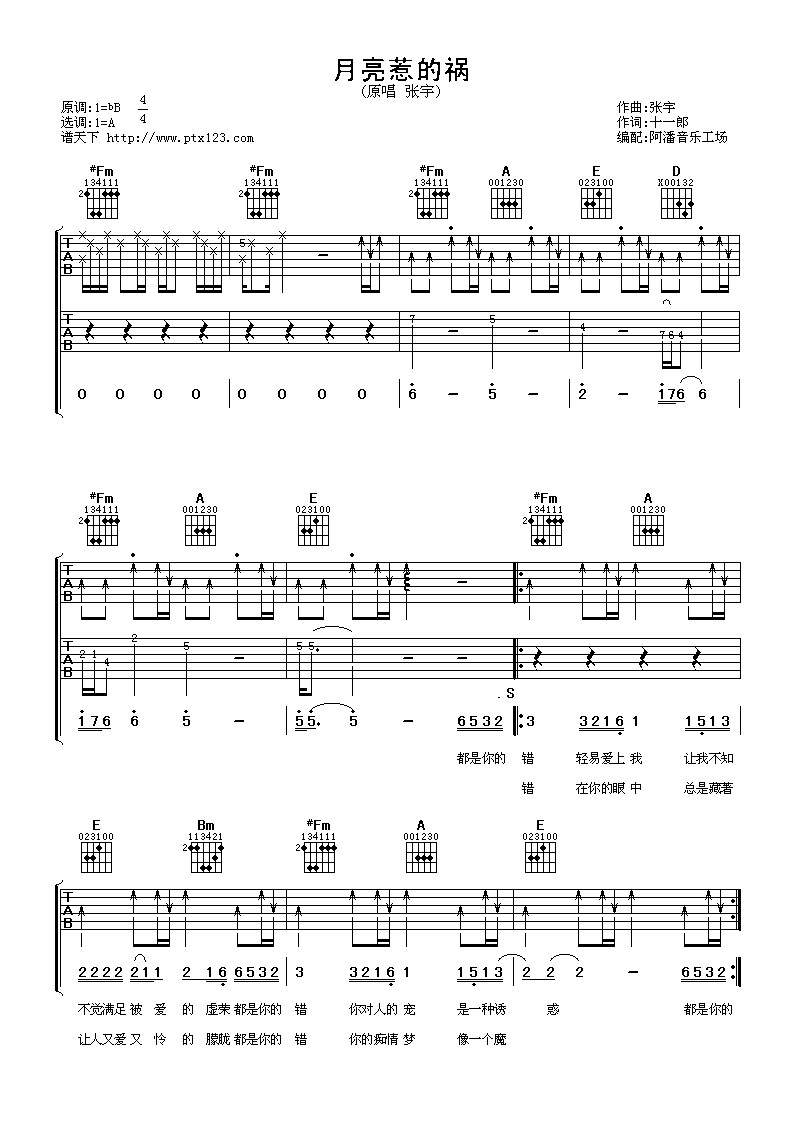 月亮惹的祸
(原唱 张宇)
原调:1=bB 4/4
选调:1=A
谱天下 http://www.ptx123.com
作曲:张宇
作词:十一郎
编配:阿潘音乐工场
#Fm #Fm #Fm A E D
134111 134111 134111 001230 023100 X00132
2 2 2
T A B 5
T A B 7 5 4 7 6 4
0 0 0 0 0 0 0 0 6 - 5 - 2 - 176 6
#Fm A E #Fm A
134111 001230 023100 134111 001230
2 2
T A B
T A B 2 1 4 2 5 - 5 5. -
.S
176 6 5 - 55. 5 - 6532 3 3216 1 1513
都是你的 错 轻易爱上我 让我不知
错 在你的眼中 总是藏著
E Bm #Fm A E
023100 113421 134111 001230 023100
2 2
T A B
2222 211 2 16 6532 3 3216 1 1513 2 2 2 - 6532
不觉满足被 爱 的 虚荣都是你的 错 你对人的宠 是一种诱 惑 都是你的
让人又爱又 怜 的 朦胧都是你的 错 你的痴情梦 像一个魔